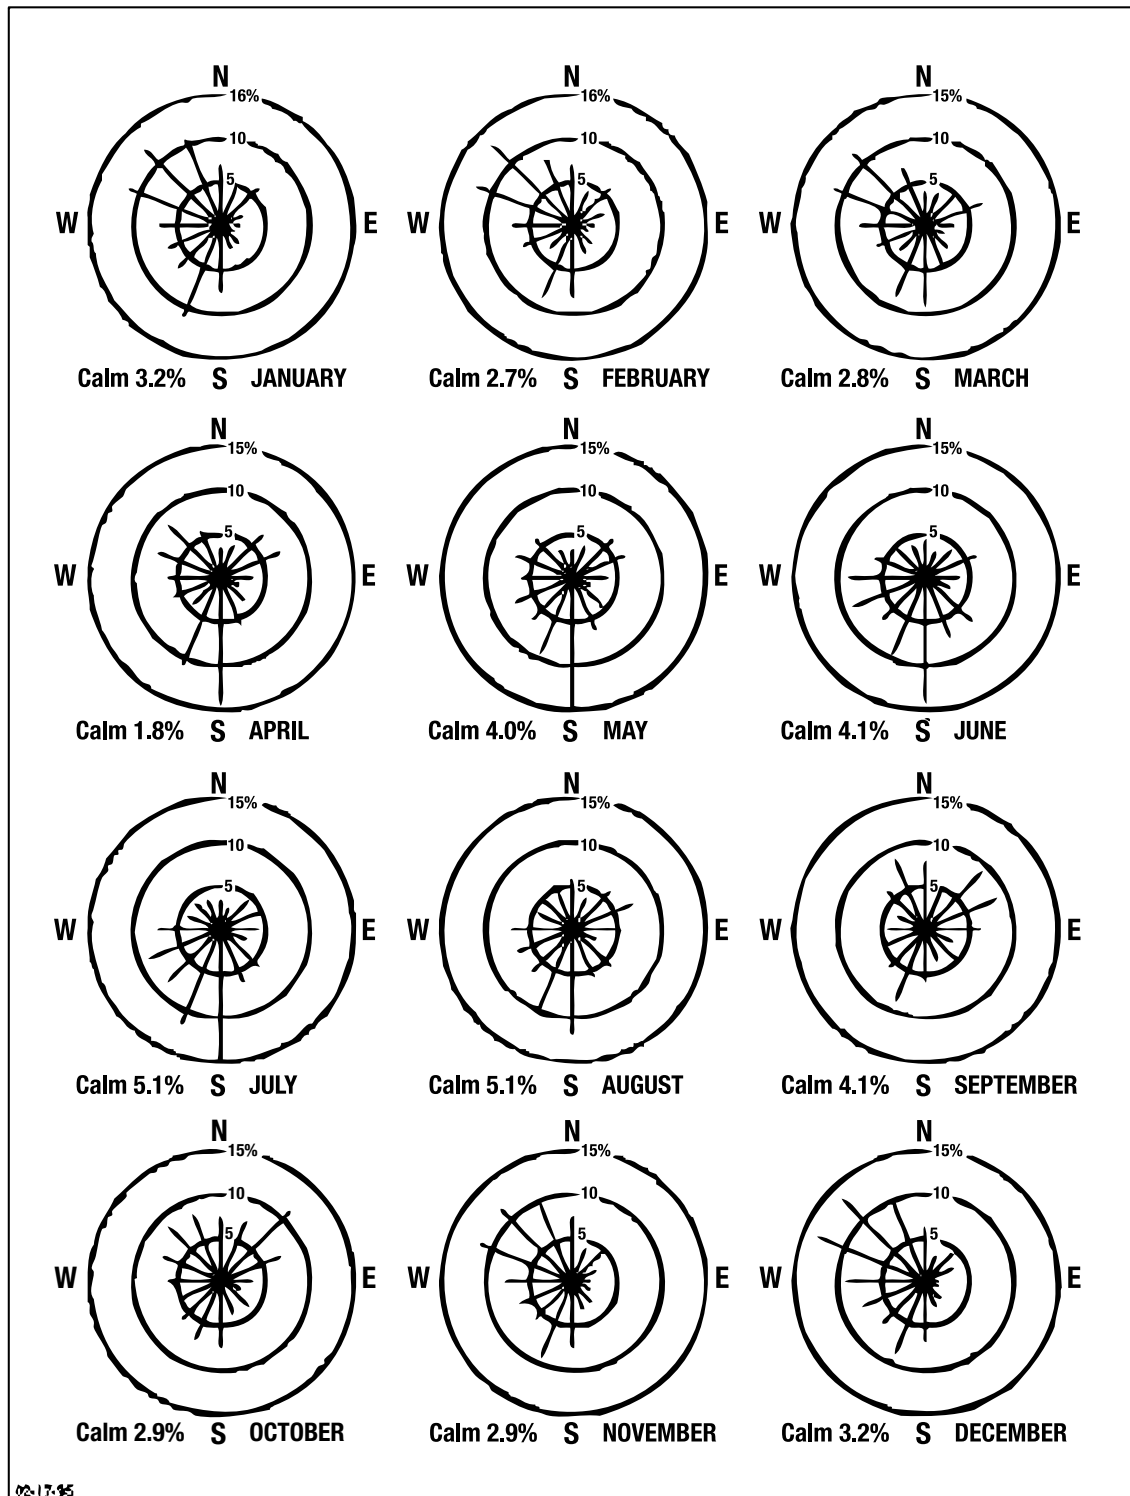 N N N
16% 16% 15%
10 10 10
5 5 5
W E W E W E
Calm 3.2% S JANUARY Calm 2.7% S FEBRUARY Calm 2.8% S MARCH
N N N
15% 15% 15%
10 10 10
5 5 5
W E W E W E
Calm 1.8% S APRIL Calm 4.0% S MAY Calm 4.1% S JUNE
N N N
15% 15% 15%
10 10 10
5 5 5
W E W E W E
Calm 5.1% S JULY Calm 5.1% S AUGUST Calm 4.1% S SEPTEMBER
N N N
15% 15% 15%
10 10 10
5 5 5
W E W E W E
Calm 2.9% S OCTOBER Calm 2.9% S NOVEMBER Calm 3.2% S DECEMBER